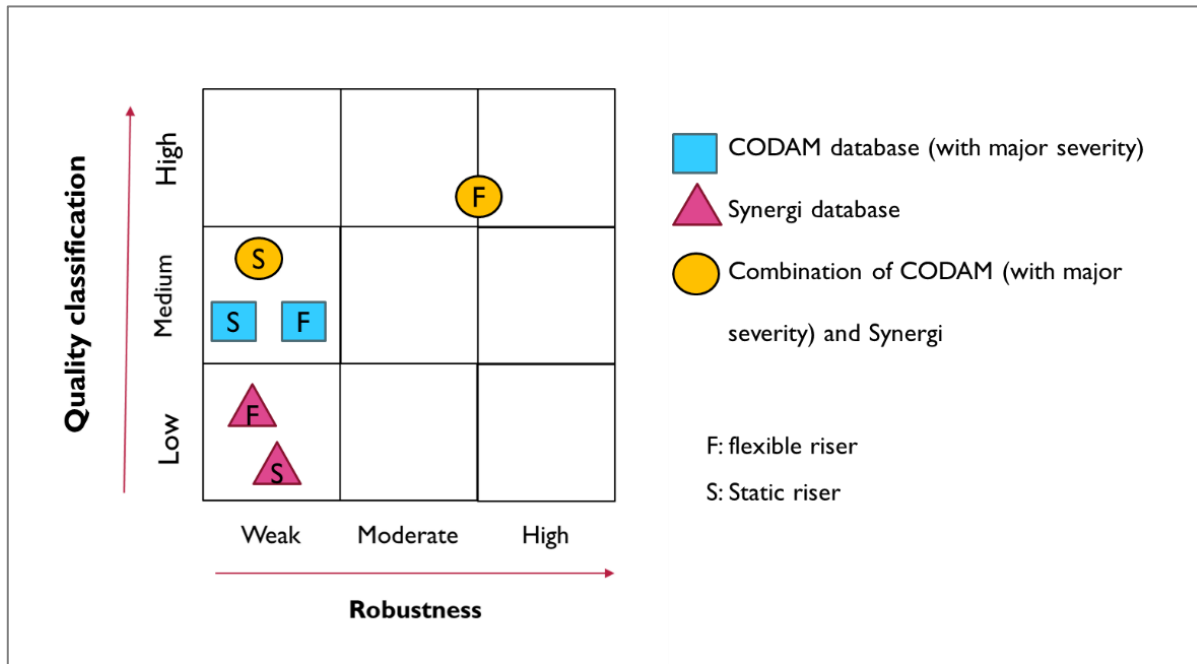 Quality classification
High
Medium
Low
F
S
S
F
F
S
Weak
Moderate
High
Robustness
CODAM database (with major severity)
Synergi database
Combination of CODAM (with major
severity) and Synergi
F: flexible riser
S: Static riser